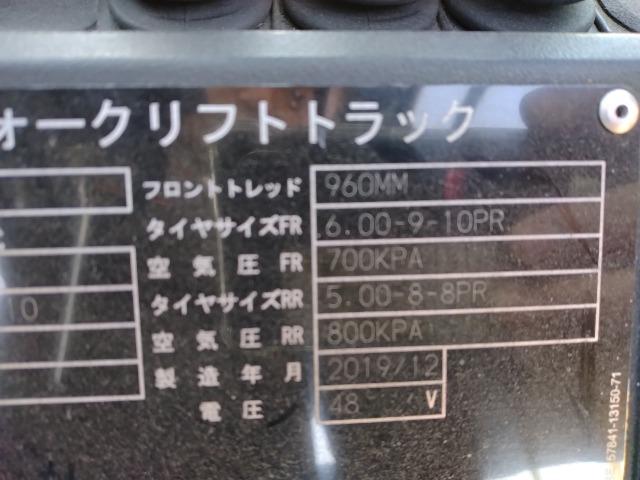 ォークリフトトラック
フロントトレッド 960MM
タイヤサイズFR 6.00-9-10PR
空気圧 FR 700KPA
タイヤサイズRR 5.00-8-8PR
10
空気圧 RR 800KPA
製造年月 2019/12
電圧 48 V
57841-13150-71